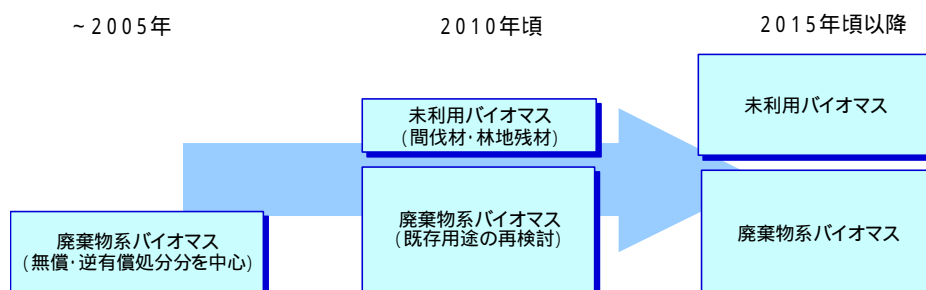 ~2005年
2010年頃
2015年頃以降
未利用バイオマス
(間伐材・林地残材)
未利用バイオマス
廃棄物系バイオマス
(無償・逆有償処分分を中心)
廃棄物系バイオマス
(既存用途の再検討)
廃棄物系バイオマス